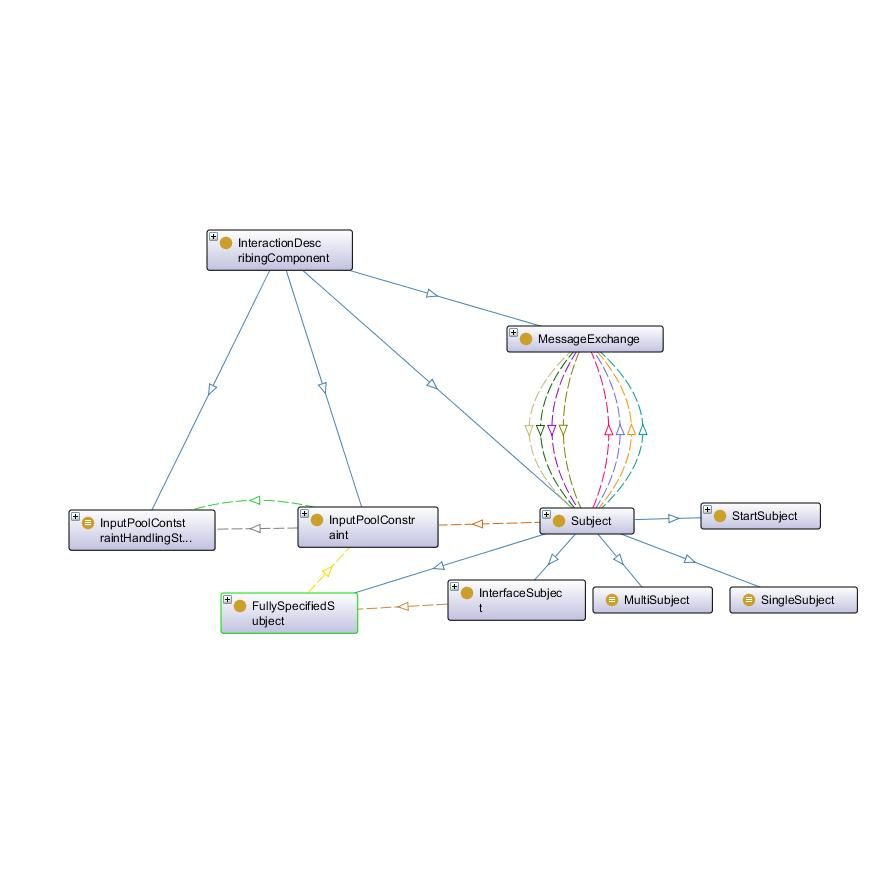 InteractionDesc
ribingComponent
MessageExchange
InputPoolContst
raintHandlingSt...
InputPoolConstr
aint
Subject
StartSubject
FullySpecifiedS
ubject
InterfaceSubjec
t
MultiSubject
SingleSubject